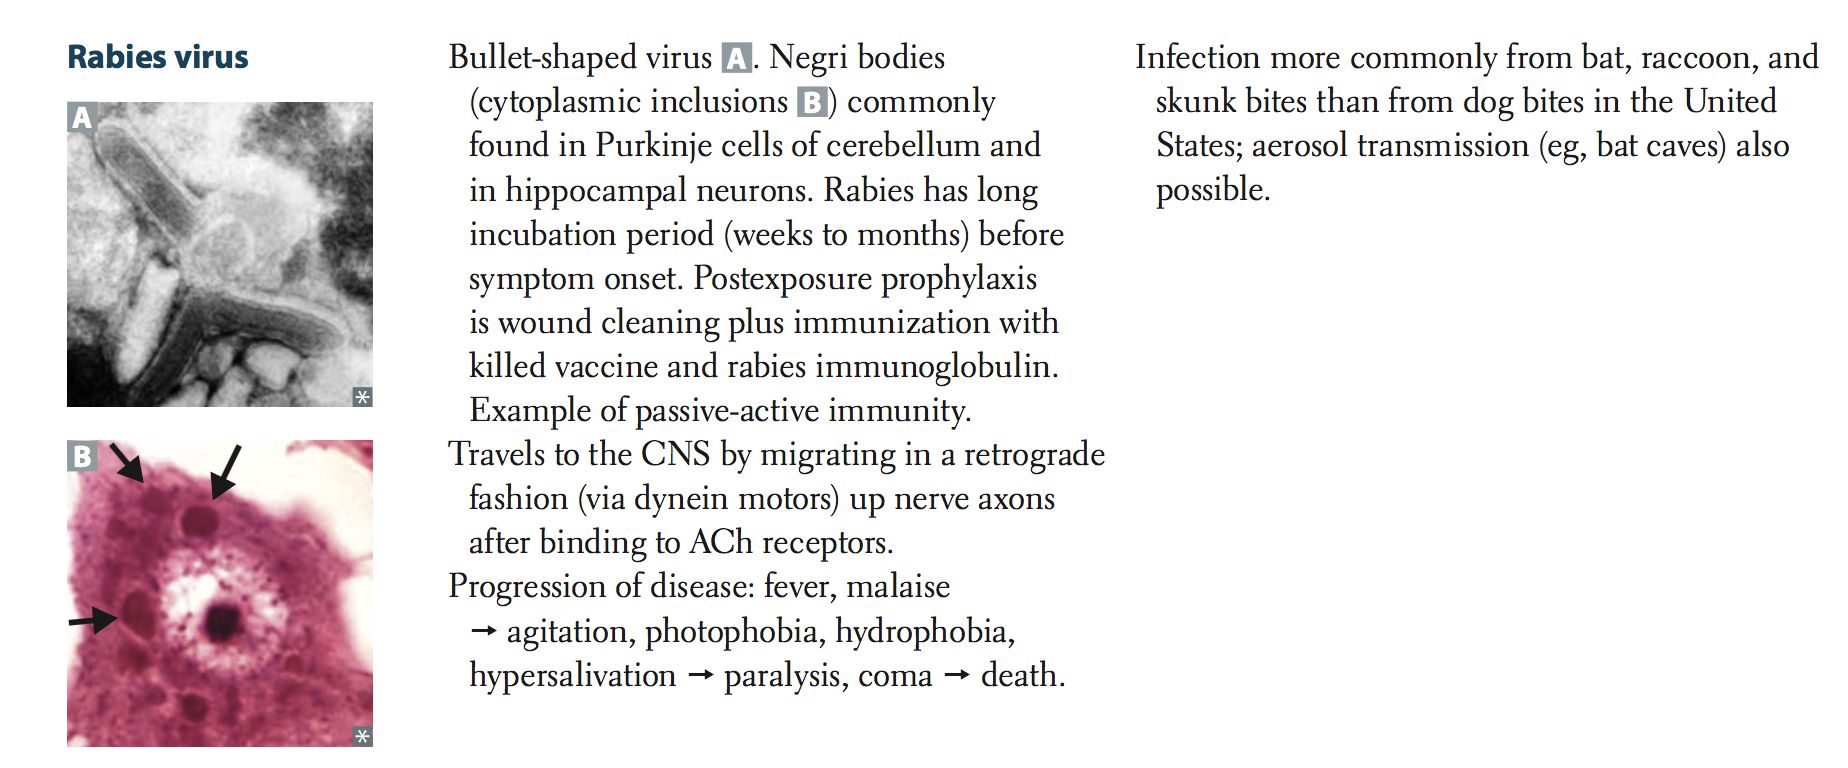 Rabies virus
A
*
B
*
Bullet-shaped virus A. Negri bodies
(cytoplasmic inclusions B) commonly
found in Purkinje cells of cerebellum and
in hippocampal neurons. Rabies has long
incubation period (weeks to months) before
symptom onset. Postexposure prophylaxis
is wound cleaning plus immunization with
killed vaccine and rabies immunoglobulin.
Example of passive-active immunity.
Travels to the CNS by migrating in a retrograde
fashion (via dynein motors) up nerve axons
after binding to ACh receptors.
Progression of disease: fever, malaise
→ agitation, photophobia, hydrophobia,
hypersalivation → paralysis, coma → death.
Infection more commonly from bat, raccoon, and
skunk bites than from dog bites in the United
States; aerosol transmission (eg, bat caves) also
possible.